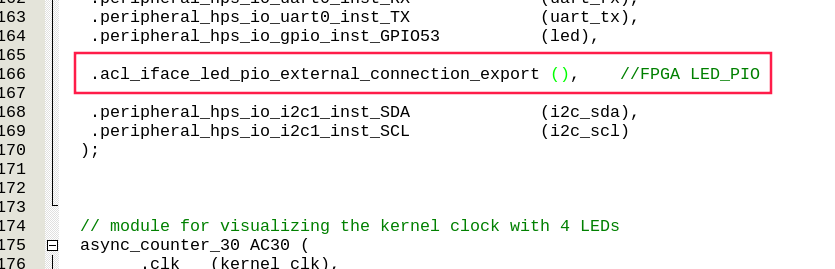 162 .peripheral_hps_io_uart0_inst_RX (uart_rx),
163 .peripheral_hps_io_uart0_inst_TX (uart_tx),
164 .peripheral_hps_io_gpio_inst_GPIO53 (led),
165
166 .acl_iface_led_pio_external_connection_export (), //FPGA LED_PIO
167
168 .peripheral_hps_io_i2c1_inst_SDA (i2c_sda),
169 .peripheral_hps_io_i2c1_inst_SCL (i2c_scl)
170 );
171
172
173
174 // module for visualizing the kernel clock with 4 LEDs
175 async_counter_30 AC30 (
176 .clk (kernel_clk),